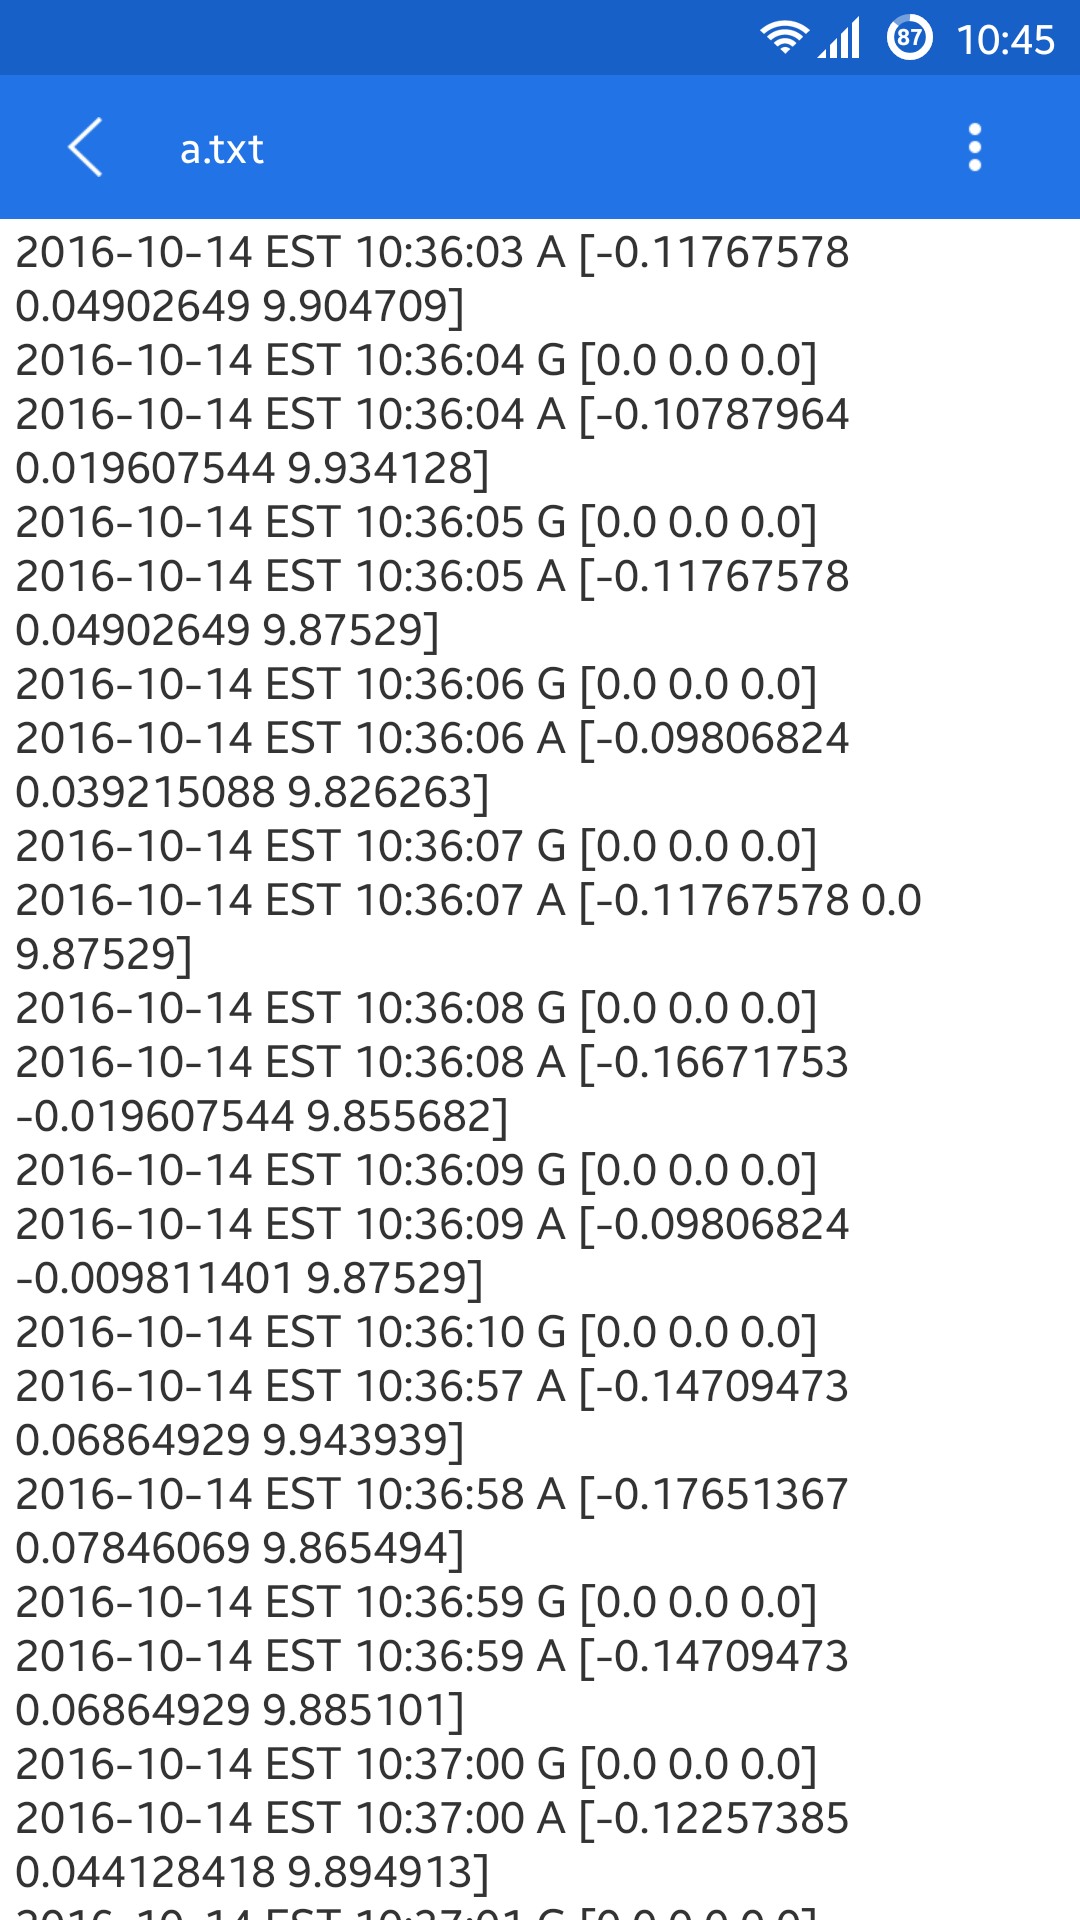 87 10:45
a.txt
2016-10-14 EST 10:36:03 A [-0.11767578
0.04902649 9.904709]
2016-10-14 EST 10:36:04 G [0.0 0.0 0.0]
2016-10-14 EST 10:36:04 A [-0.10787964
0.019607544 9.934128]
2016-10-14 EST 10:36:05 G [0.0 0.0 0.0]
2016-10-14 EST 10:36:05 A [-0.11767578
0.04902649 9.87529]
2016-10-14 EST 10:36:06 G [0.0 0.0 0.0]
2016-10-14 EST 10:36:06 A [-0.09806824
0.039215088 9.826263]
2016-10-14 EST 10:36:07 G [0.0 0.0 0.0]
2016-10-14 EST 10:36:07 A [-0.11767578 0.0
9.87529]
2016-10-14 EST 10:36:08 G [0.0 0.0 0.0]
2016-10-14 EST 10:36:08 A [-0.16671753
-0.019607544 9.855682]
2016-10-14 EST 10:36:09 G [0.0 0.0 0.0]
2016-10-14 EST 10:36:09 A [-0.09806824
-0.009811401 9.87529]
2016-10-14 EST 10:36:10 G [0.0 0.0 0.0]
2016-10-14 EST 10:36:57 A [-0.14709473
0.06864929 9.943939]
2016-10-14 EST 10:36:58 A [-0.17651367
0.07846069 9.865494]
2016-10-14 EST 10:36:59 G [0.0 0.0 0.0]
2016-10-14 EST 10:36:59 A [-0.14709473
0.06864929 9.885101]
2016-10-14 EST 10:37:00 G [0.0 0.0 0.0]
2016-10-14 EST 10:37:00 A [-0.12257385
0.044128418 9.894913]
2016-10-14 EST 10:37:01 G [0.0 0.0 0.0]